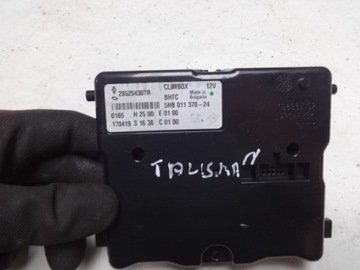 285254307R CLIMBOX 12V
BHTC Made in Bulgaria
5HB 011 370-24
0165 H 25 00 E 01 00
170419 S 16 38 C 01 00
TALISMAN